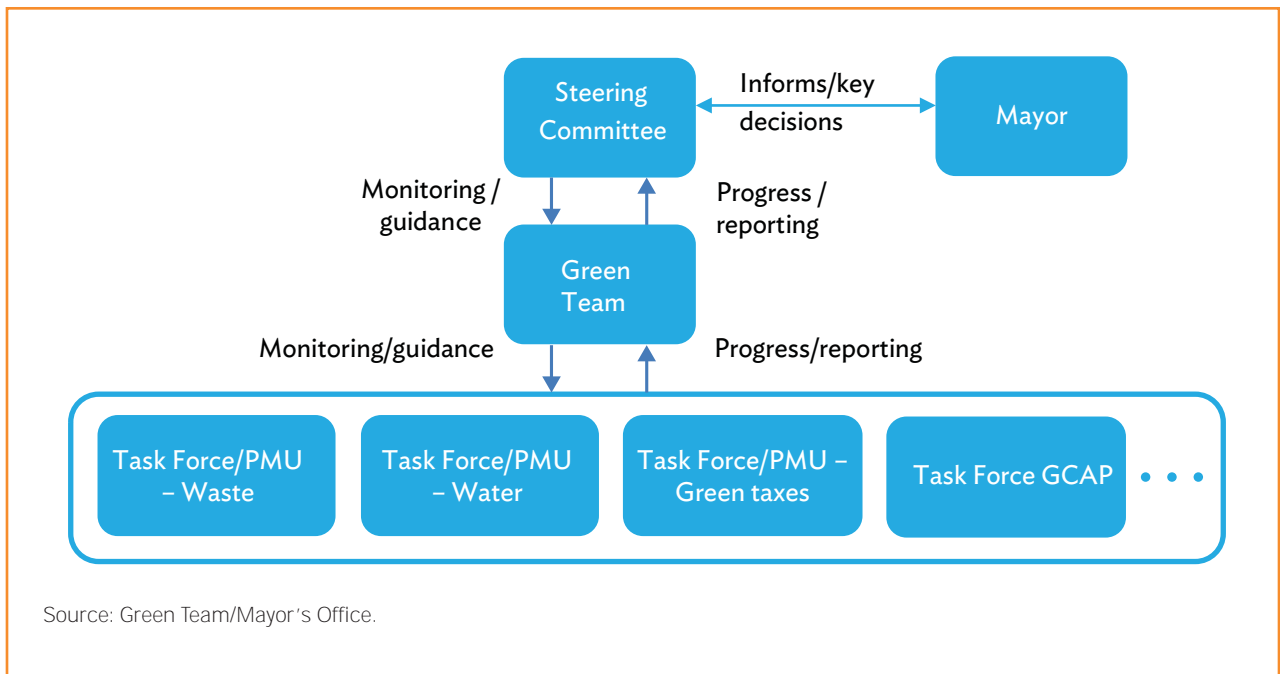 Steering
Committee
Informs/key
decisions
Mayor
Monitoring /
guidance
Progress /
reporting
Green
Team
Monitoring/guidance
Progress/reporting
Task Force/PMU
– Waste
Task Force/PMU
– Water
Task Force/PMU –
Green taxes
Task Force GCAP
• • •
Source: Green Team/Mayor's Office.